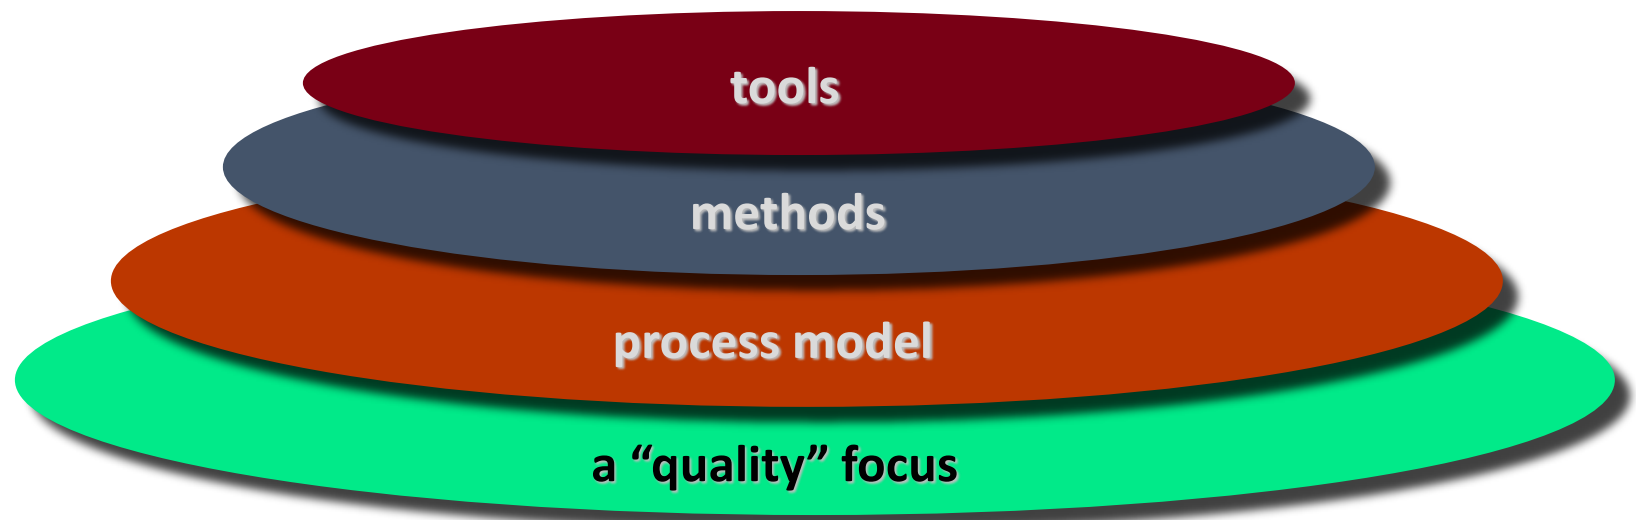 tools
methods
process model
a “quality” focus